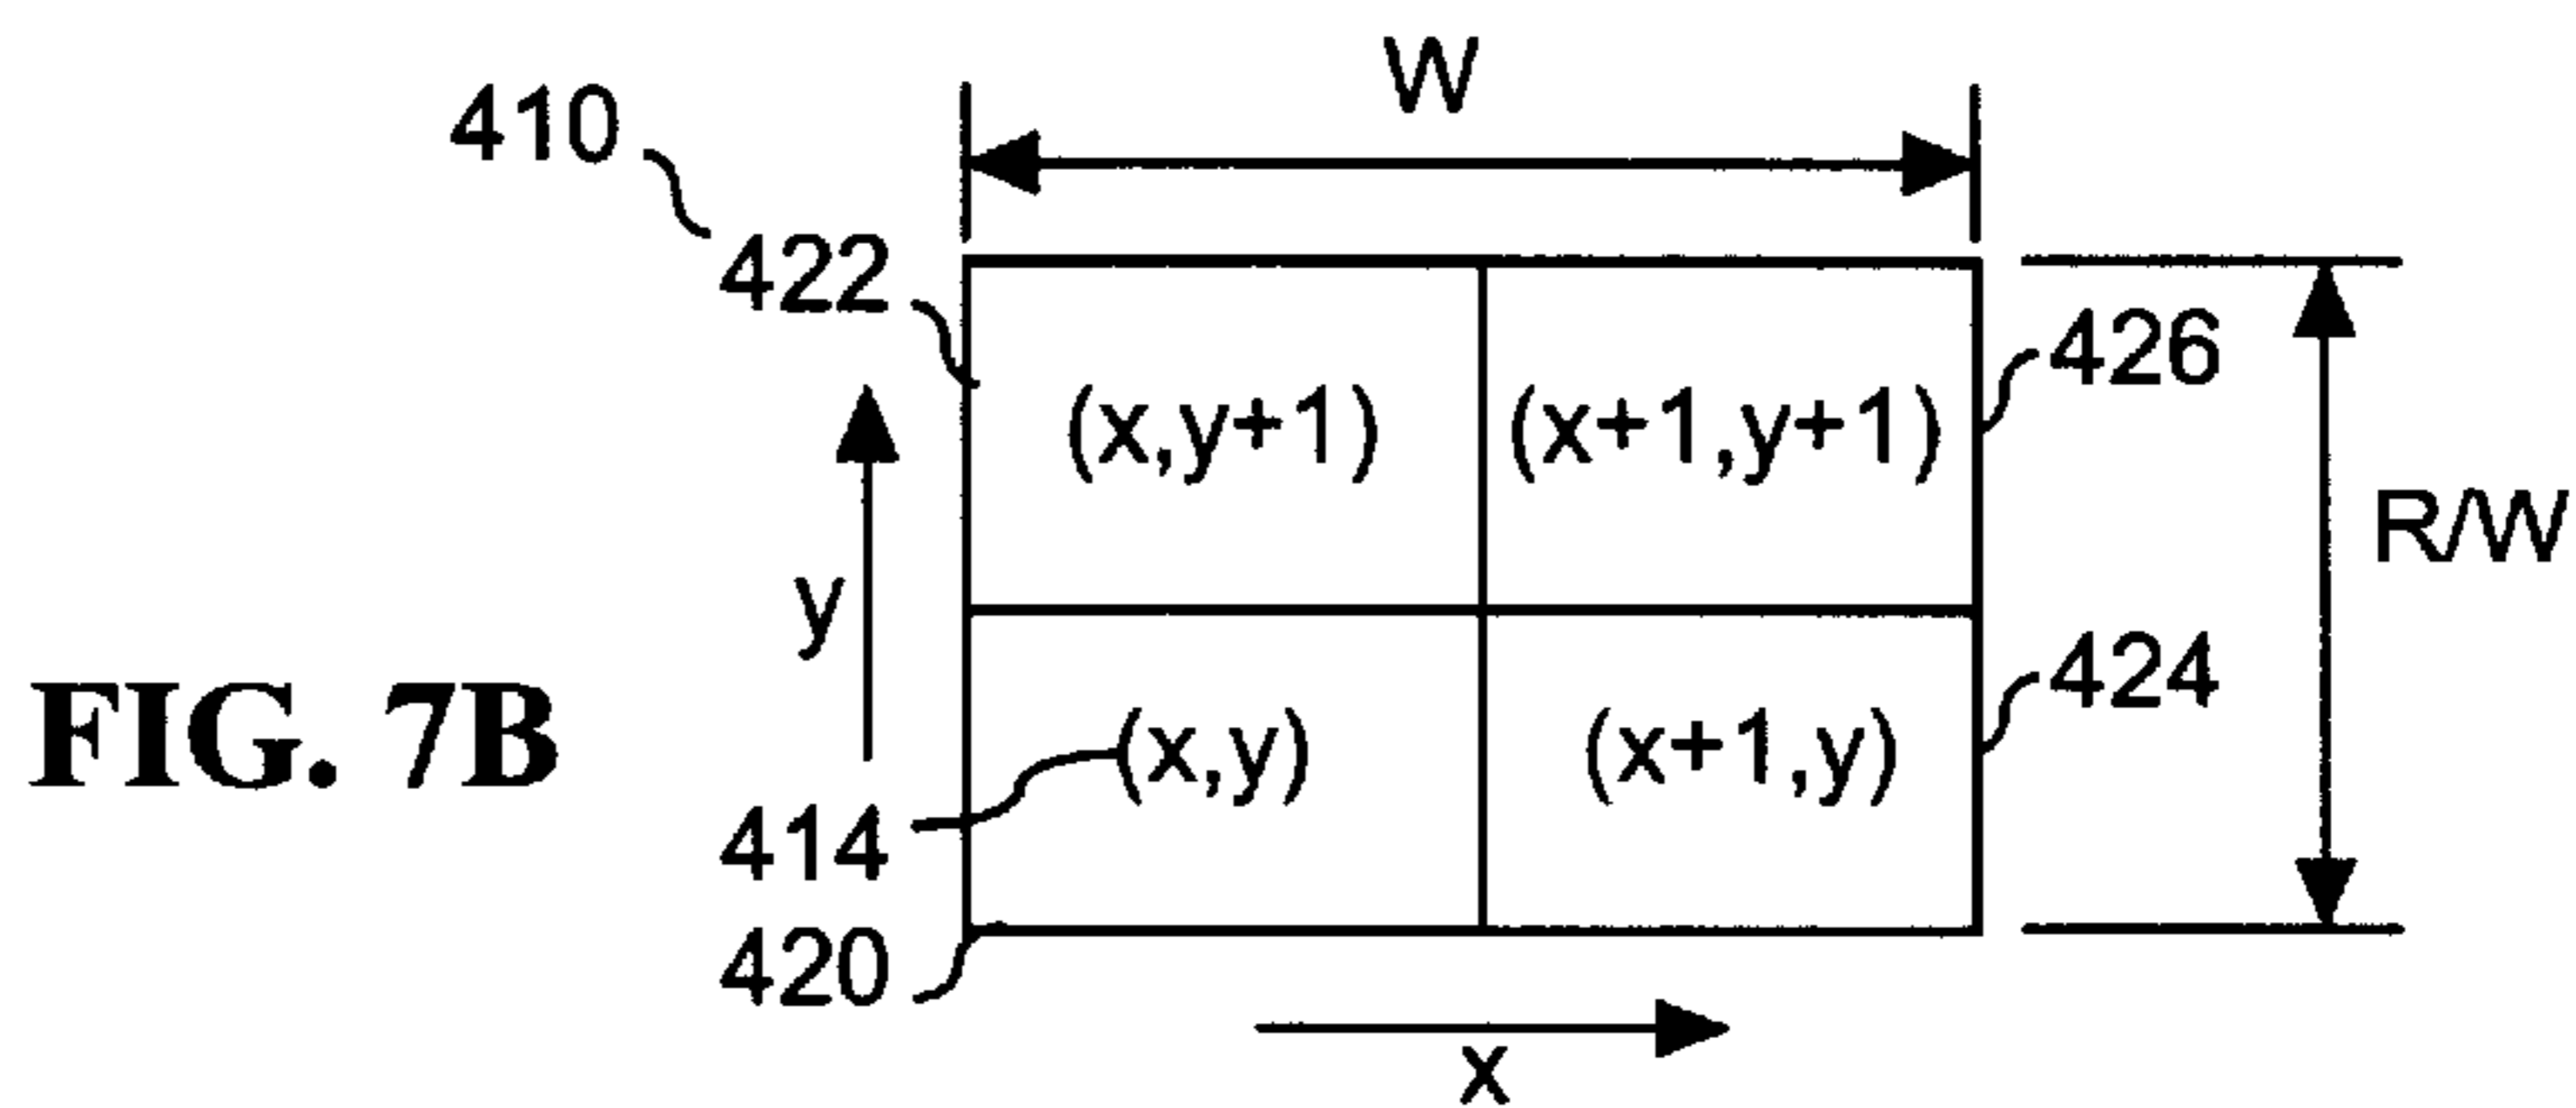 W
410
422
426
(x,y+1) (x+1,y+1)
R/W
y
424
FIG. 7B
(x,y) (x+1,y)
414
420
x